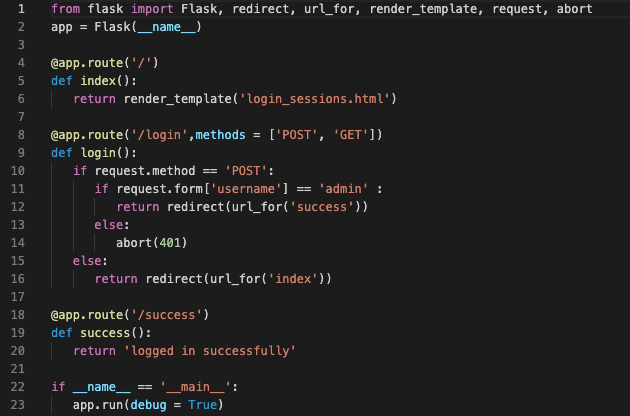 1 from flask import Flask, redirect, url_for, render_template, request, abort
2 app = Flask(__name__)
3
4 @app.route('/')
5 def index():
6     return render_template('login_sessions.html')
7
8 @app.route('/login',methods = ['POST', 'GET'])
9 def login():
10     if request.method == 'POST':
11         if request.form['username'] == 'admin' :
12             return redirect(url_for('success'))
13         else:
14             abort(401)
15     else:
16         return redirect(url_for('index'))
17
18 @app.route('/success')
19 def success():
20     return 'logged in successfully'
21
22 if __name__ == '__main__':
23     app.run(debug = True)